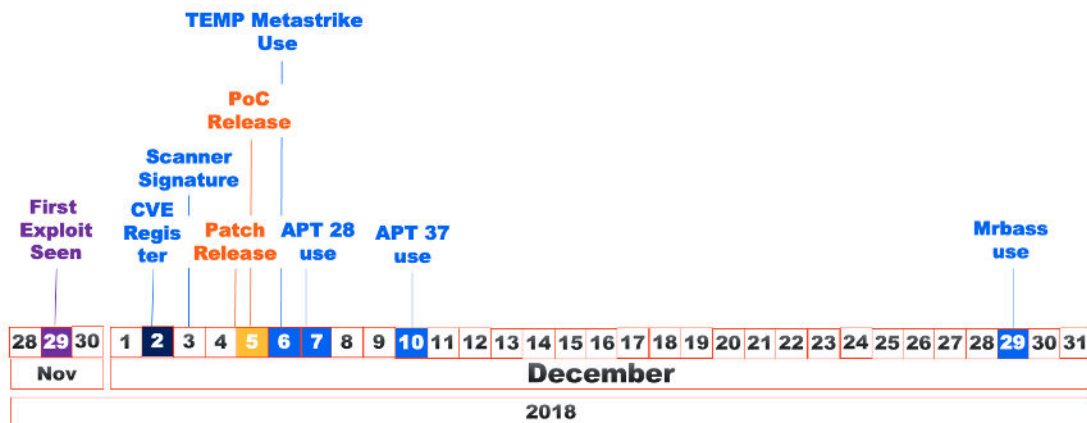 TEMP Metastrike
Use
PoC
Release
Scanner
Signature
First
Exploit
Seen
CVE
Regis
ter
Patch
Release
APT 28
use
APT 37
use
Mrbass
use
28 29 30 1 2 3 4 5 6 7 8 9 10 11 12 13 14 15 16 17 18 19 20 21 22 23 24 25 26 27 28 29 30 31
Nov December
2018